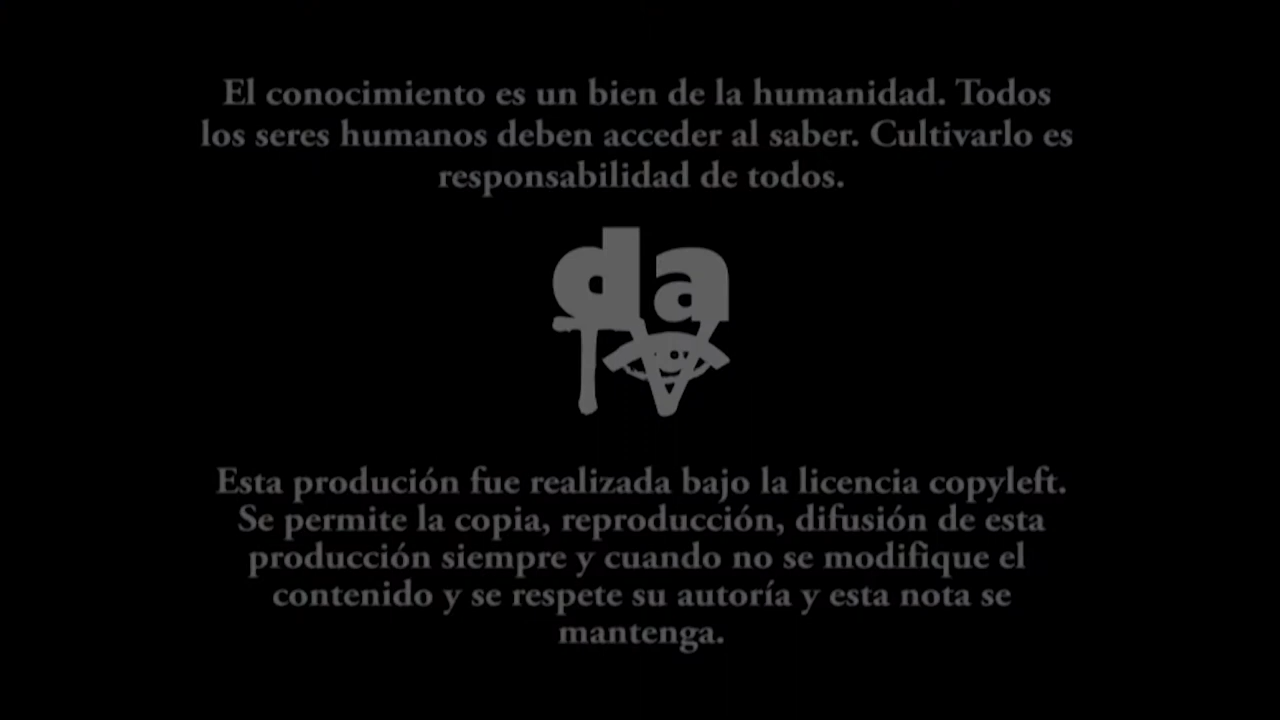 El conocimiento es un bien de la humanidad. Todos
los seres humanos deben acceder al saber. Cultivarlo es
responsabilidad de todos.
da
TV
Esta produción fue realizada bajo la licencia copyleft.
Se permite la copia, reproducción, difusión de esta
producción siempre y cuando no se modifique el
contenido y se respete su autoría y esta nota se
mantenga.